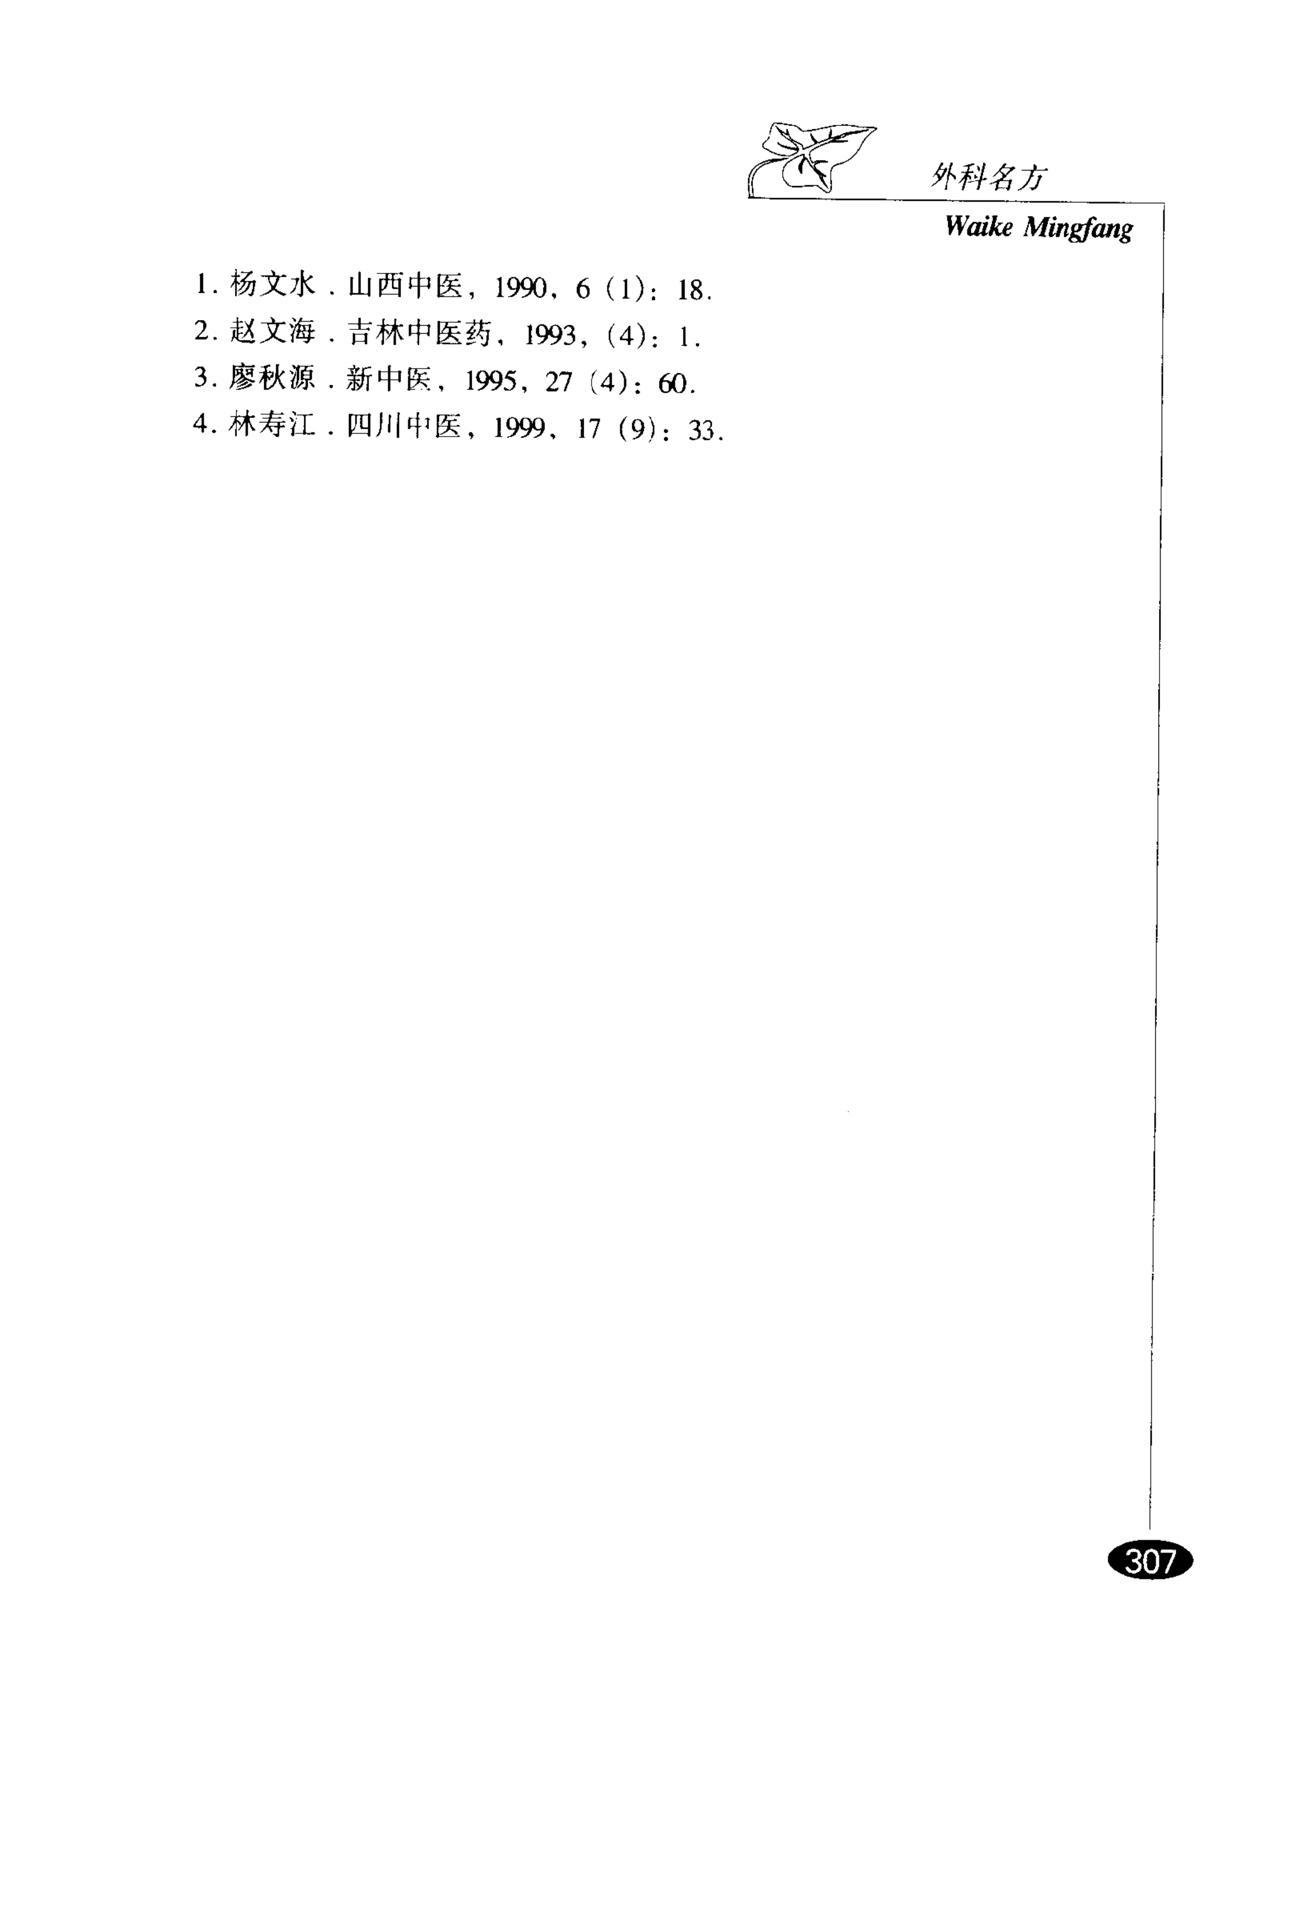 外科名方
Waike Mingfang
1. 杨文水．山西中医，1990，6（1）：18.
2. 赵文海．吉林中医药，1993，（4）：1.
3. 廖秋源．新中医，1995，27（4）：60.
4. 林寿江．四川中医，1999，17（9）：33.
307